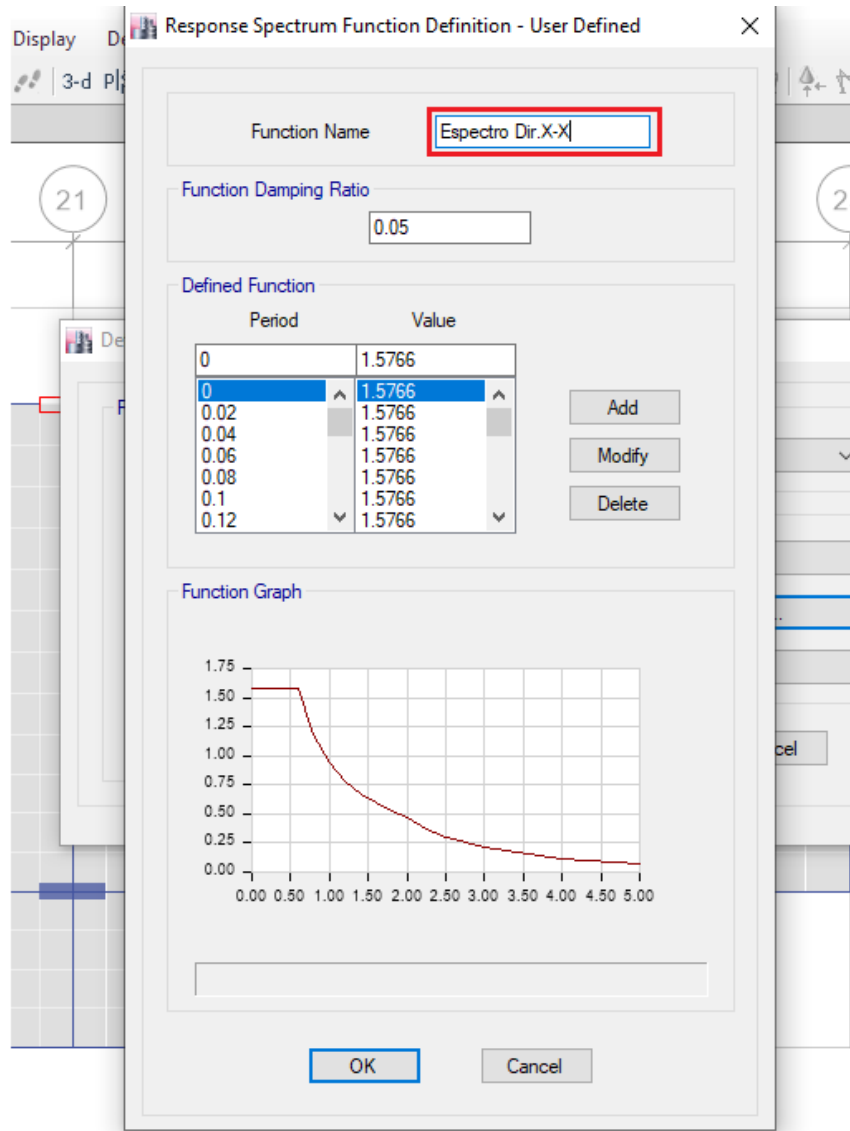 Response Spectrum Function Definition - User Defined
Display
3-d
Function Name
Espectro Dir.X-X
21
2
Function Damping Ratio
0.05
Defined Function
Period Value
De
0 1.5766
0 1.5766
0.02 1.5766
0.04 1.5766
0.06 1.5766
0.08 1.5766
0.1 1.5766
0.12 1.5766
Add
Modify
Delete
Function Graph
1.75
1.50
1.25
1.00
0.75
0.50
0.25
0.00
0.00 0.50 1.00 1.50 2.00 2.50 3.00 3.50 4.00 4.50 5.00
cel
OK Cancel